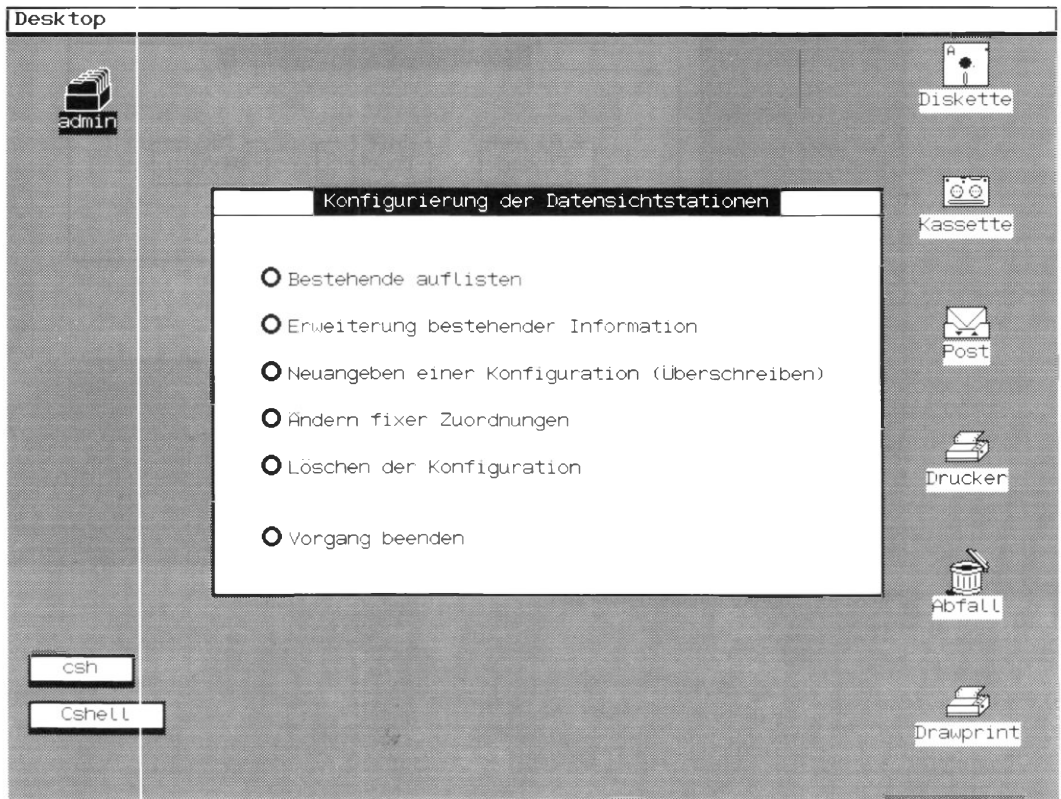 Desktop
A
admin
Diskette
Konfigurierung der Datensichtstationen
Kassette
Bestehende auflisten
Erweiterung bestehender Information
Post
Neuangeben einer Konfiguration (Überschreiben)
Ändern fixer Zuordnungen
Löschen der Konfiguration
Drucker
Vorgang beenden
Abfall
csh
Cshell
Drawprint